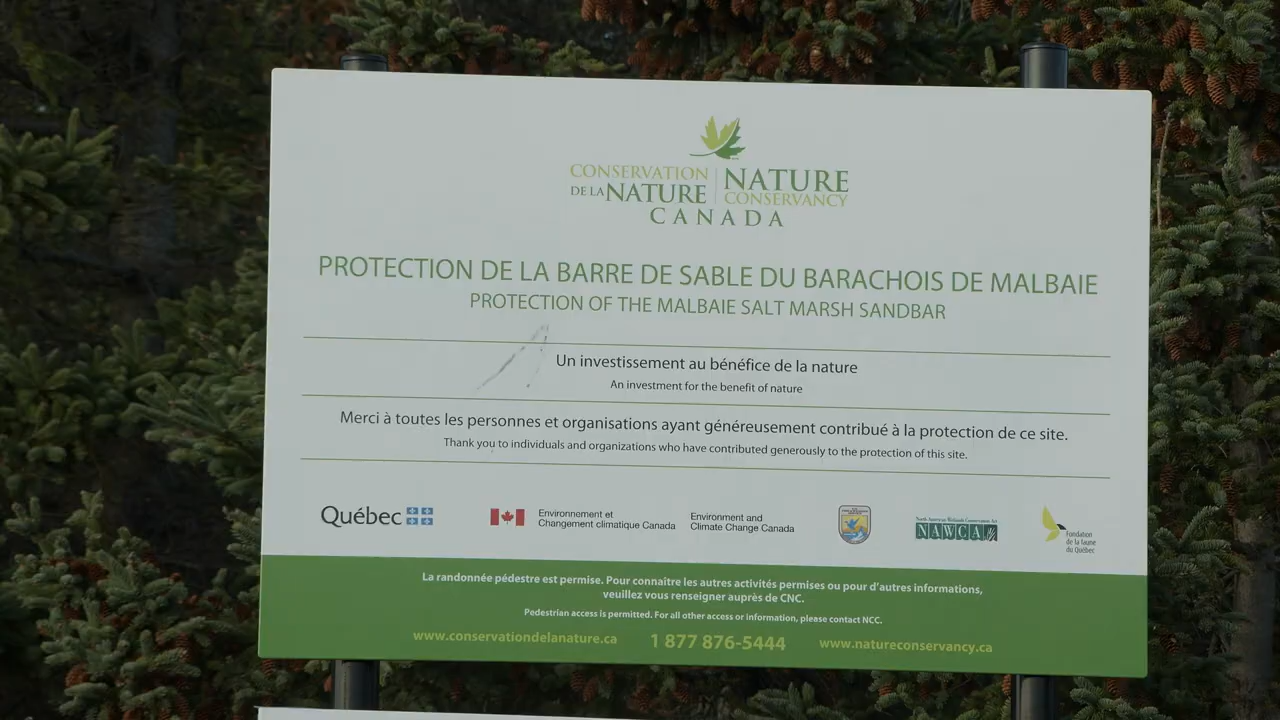 CONSERVATION
DE LA NATURE
NATURE
CONSERVANCY
CANADA
PROTECTION DE LA BARRE DE SABLE DU BARACHOIS DE MALBAIE
PROTECTION OF THE MALBAIE SALT MARSH SANDBAR
Un investissement au bénéfice de la nature
An investment for the benefit of nature
Merci à toutes les personnes et organisations ayant généreusement contribué à la protection de ce site.
Thank you to individuals and organizations who have contributed generously to the protection of this site.
Québec
Environnement et
Changement climatique Canada
Environment and
Climate Change Canada
North American Wetlands Conservation Act
NAWCA
Fondation
de la faune
du Québec
La randonnée pédestre est permise. Pour connaître les autres activités permises ou pour d'autres informations,
veuillez vous renseigner auprès de CNC.
Pedestrian access is permitted. For all other access or information, please contact NCC.
www.conservationdelanature.ca 1 877 876-5444 www.natureconservancy.ca